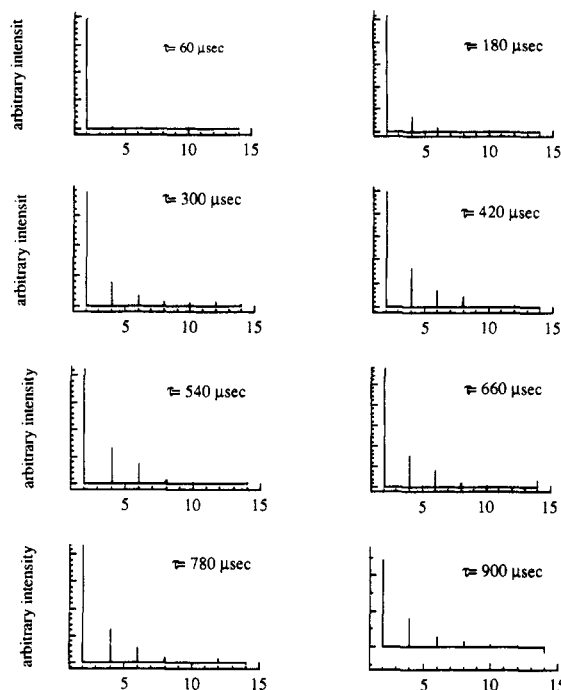 arbitrary intensit
τ= 60 µsec
5 10 15
τ= 180 µsec
5 10 15
arbitrary intensit
τ= 300 µsec
5 10 15
τ= 420 µsec
5 10 15
arbitrary intensity
τ= 540 µsec
5 10 15
τ= 660 µsec
5 10 15
arbitrary intensity
τ= 780 µsec
5 10 15
τ= 900 µsec
5 10 15